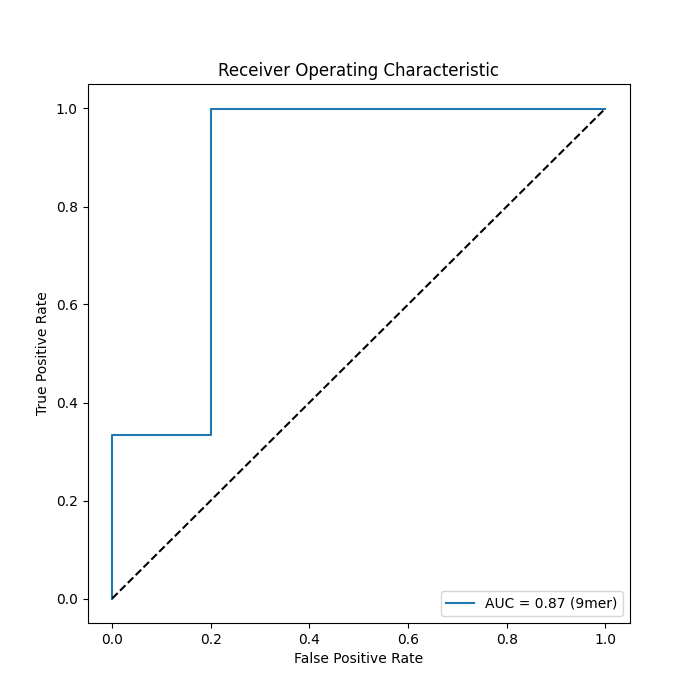 Receiver Operating Characteristic
True Positive Rate
1.0
0.8
0.6
0.4
0.2
0.0
AUC = 0.87 (9mer)
0.0 0.2 0.4 0.6 0.8 1.0
False Positive Rate